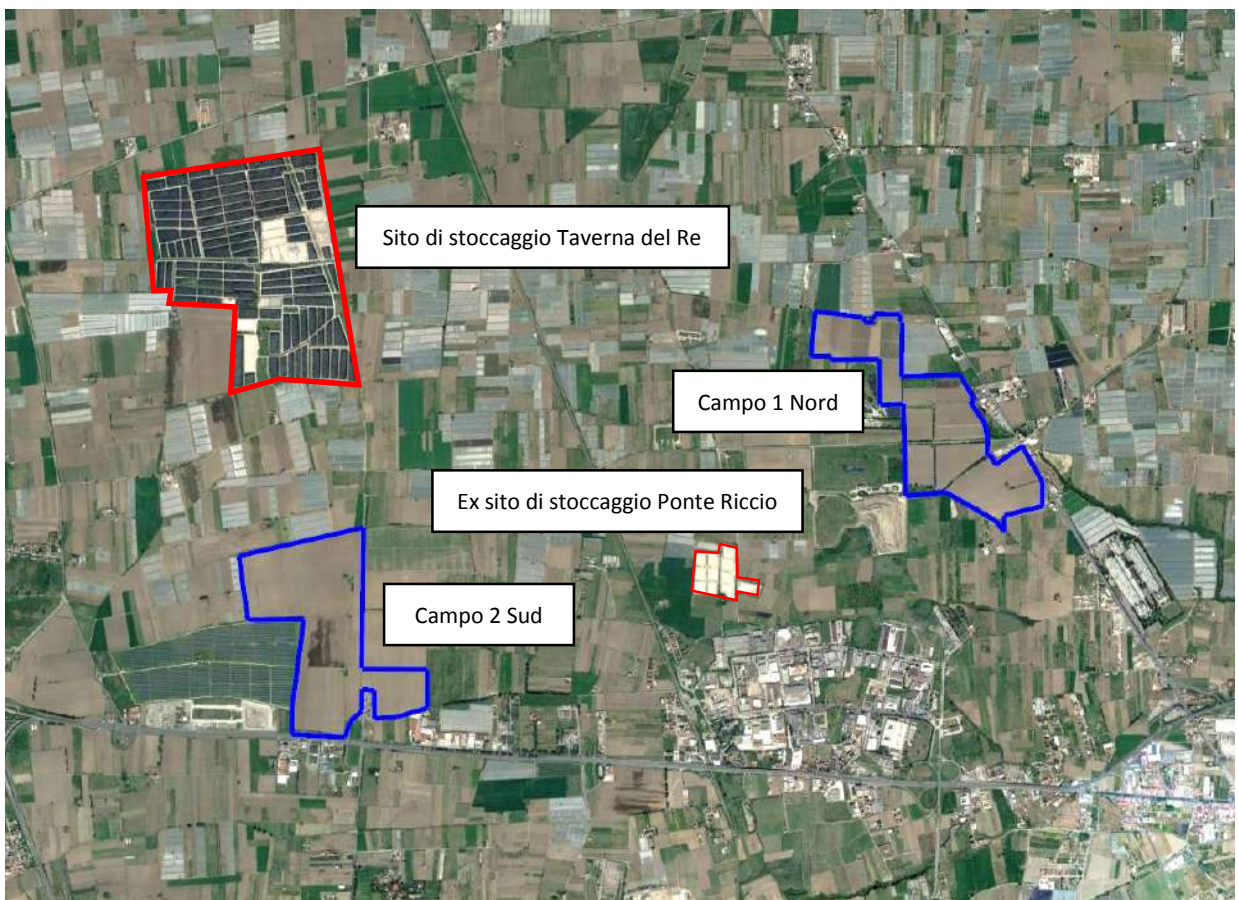 Sito di stoccaggio Taverna del Re
Campo 1 Nord
Ex sito di stoccaggio Ponte Riccio
Campo 2 Sud